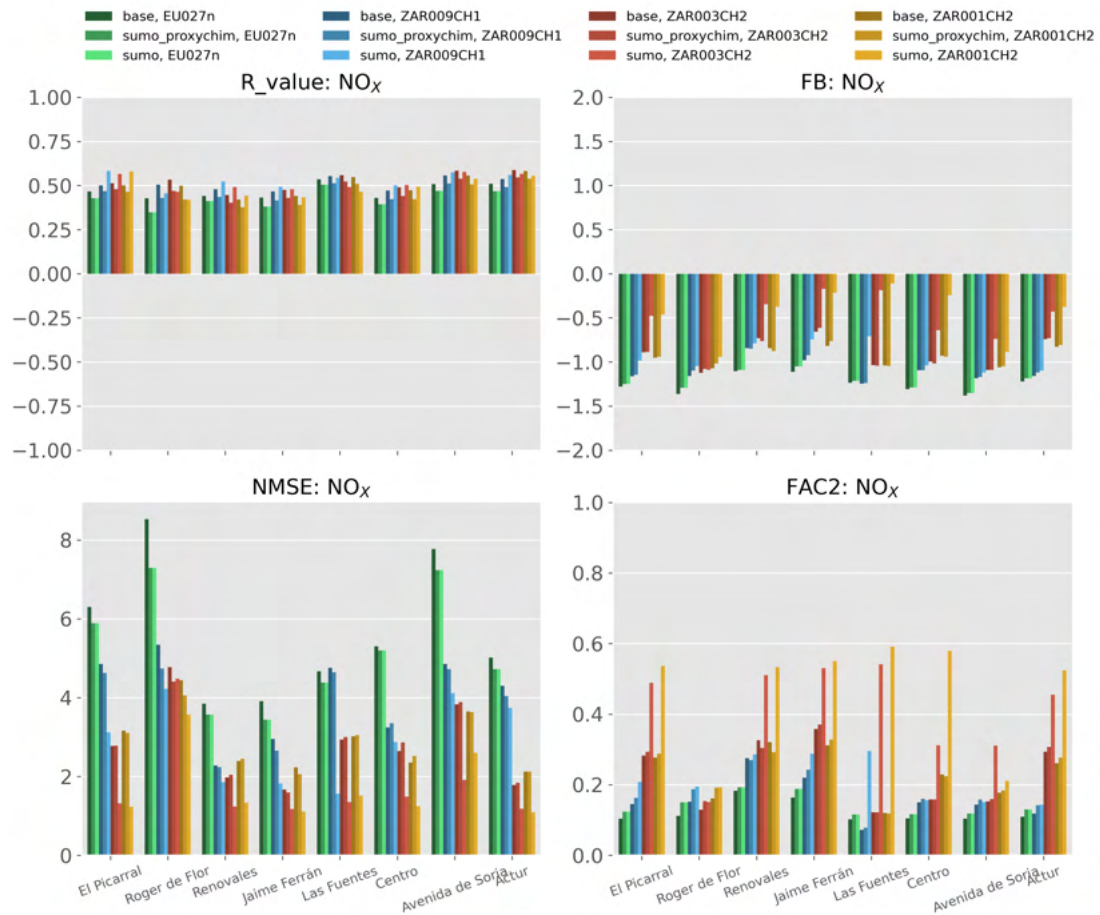 base, EU027n base, ZAR009CH1 base, ZAR003CH2 base, ZAR001CH2
sumo_proxychim, EU027n sumo_proxychim, ZAR009CH1 sumo_proxychim, ZAR003CH2 sumo_proxychim, ZAR001CH2
sumo, EU027n sumo, ZAR009CH1 sumo, ZAR003CH2 sumo, ZAR001CH2
R_value: NOX
1.00
0.75
0.50
0.25
0.00
−0.25
−0.50
−0.75
−1.00
FB: NOX
2.0
1.5
1.0
0.5
0.0
−0.5
−1.0
−1.5
−2.0
NMSE: NOX
8
6
4
2
0
El Picarral
Roger de Flor
Renovales
Jaime Ferrán
Las Fuentes
Centro
Avenida de Soria
Actur
FAC2: NOX
1.0
0.8
0.6
0.4
0.2
0.0
El Picarral
Roger de Flor
Renovales
Jaime Ferrán
Las Fuentes
Centro
Avenida de Soria
Actur